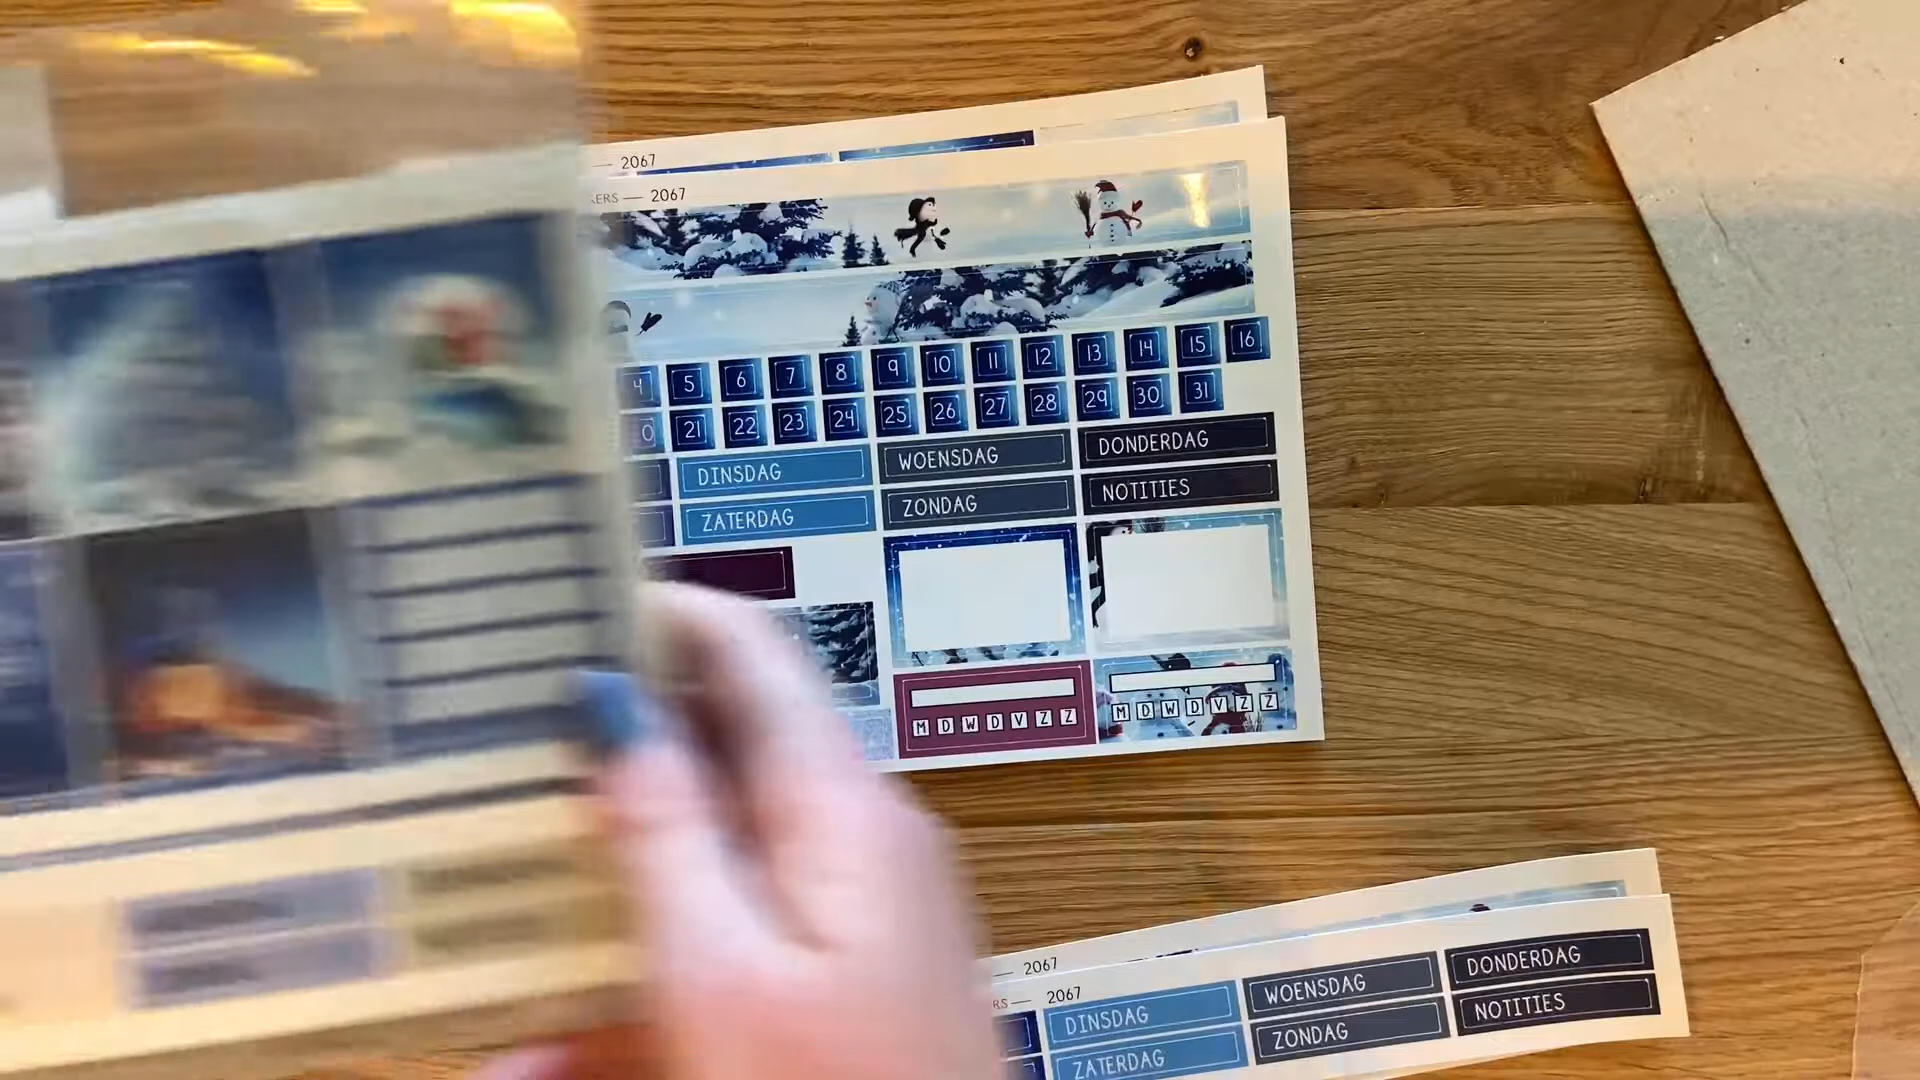 — 2067
KERS — 2067
4 5 6 7 8 9 10 11 12 13 14 15 16
21 22 23 24 25 26 27 28 29 30 31
DINSDAG WOENSDAG DONDERDAG
ZATERDAG ZONDAG NOTITIES
M D W D V Z Z
M D W D V Z Z
— 2067
RS — 2067
DINSDAG WOENSDAG DONDERDAG
ZATERDAG ZONDAG NOTITIES